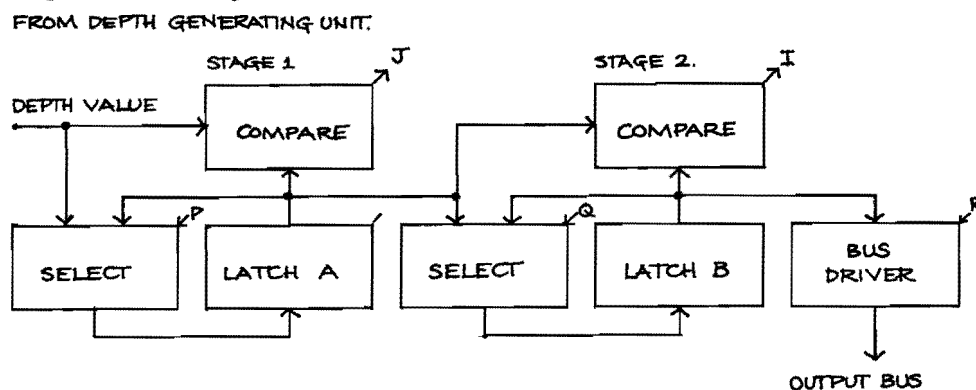 FROM DEPTH GENERATING UNIT.
STAGE 1
J
STAGE 2.
I
DEPTH VALUE
COMPARE
COMPARE
P
Q
R
SELECT
LATCH A
SELECT
LATCH B
BUS
DRIVER
OUTPUT BUS